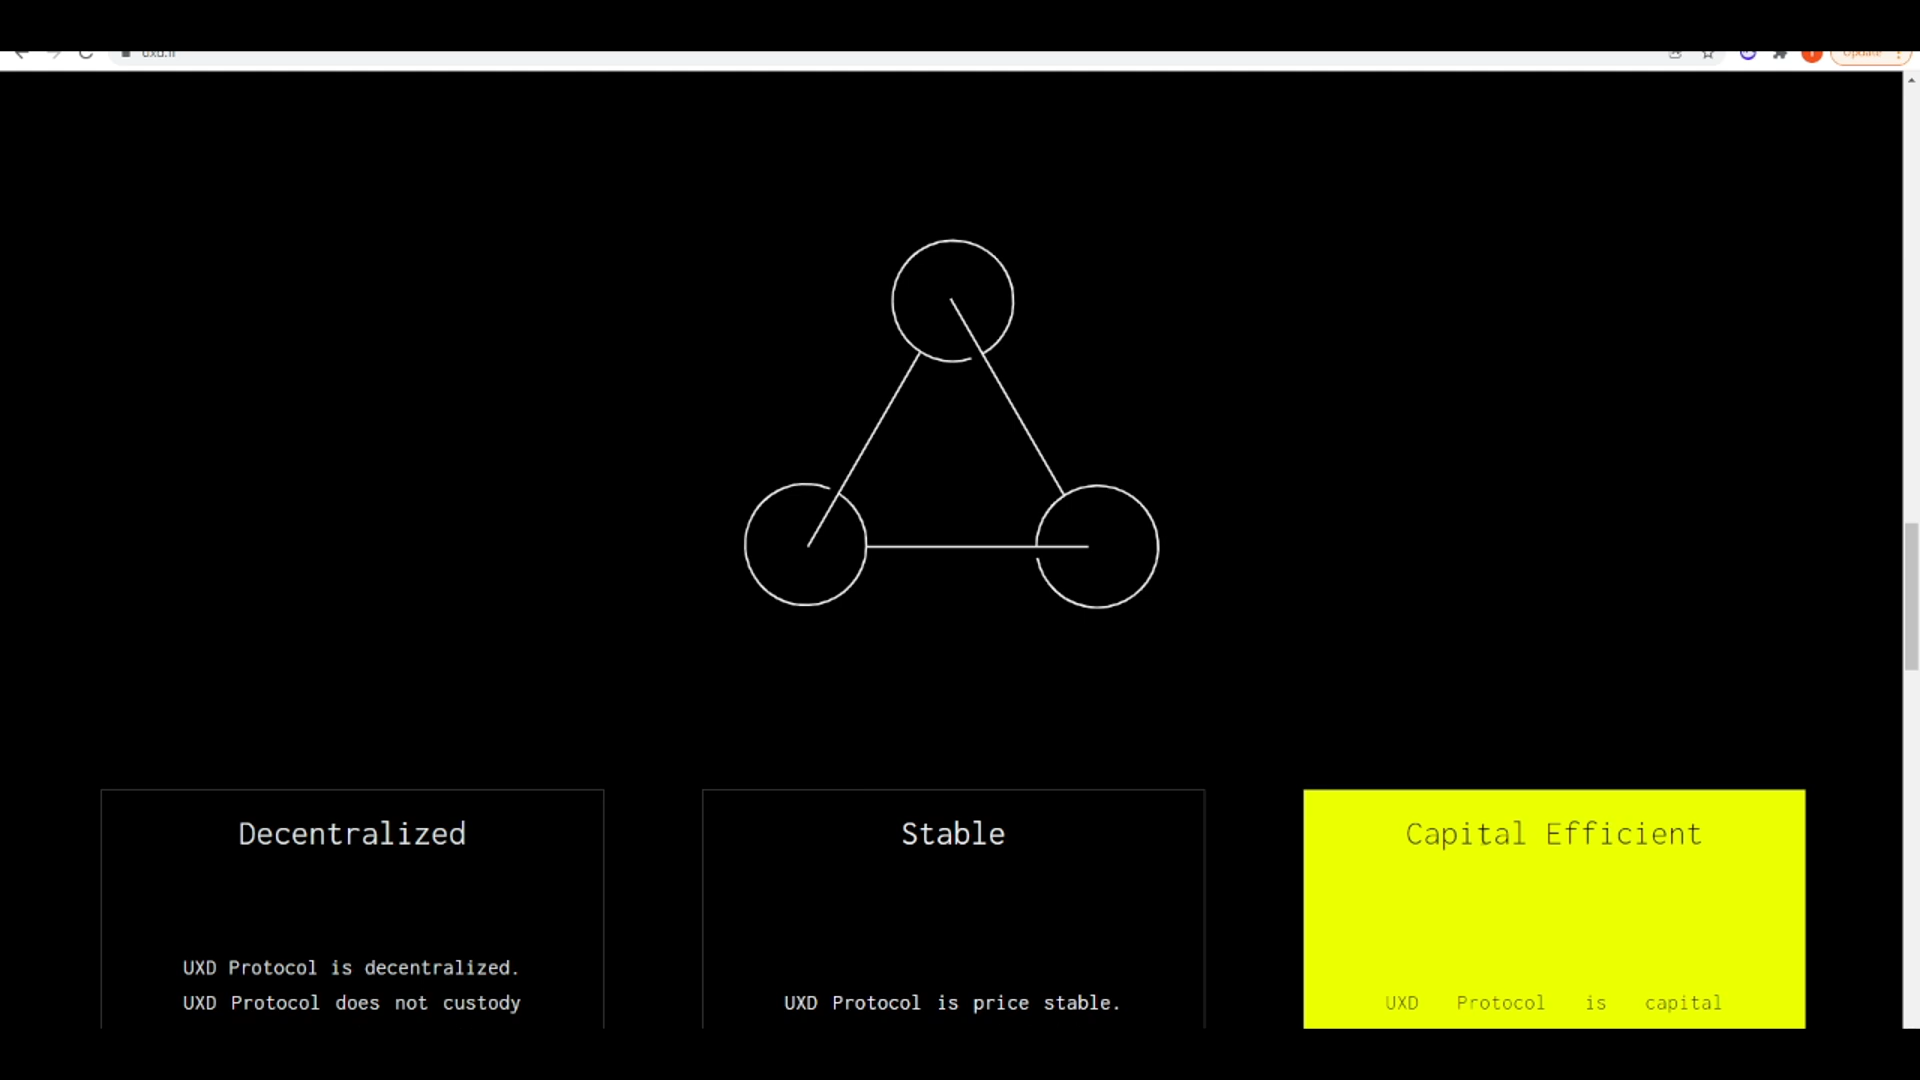 Decentralized
UXD Protocol is decentralized.
UXD Protocol does not custody
Stable
UXD Protocol is price stable.
Capital Efficient
UXD Protocol is capital